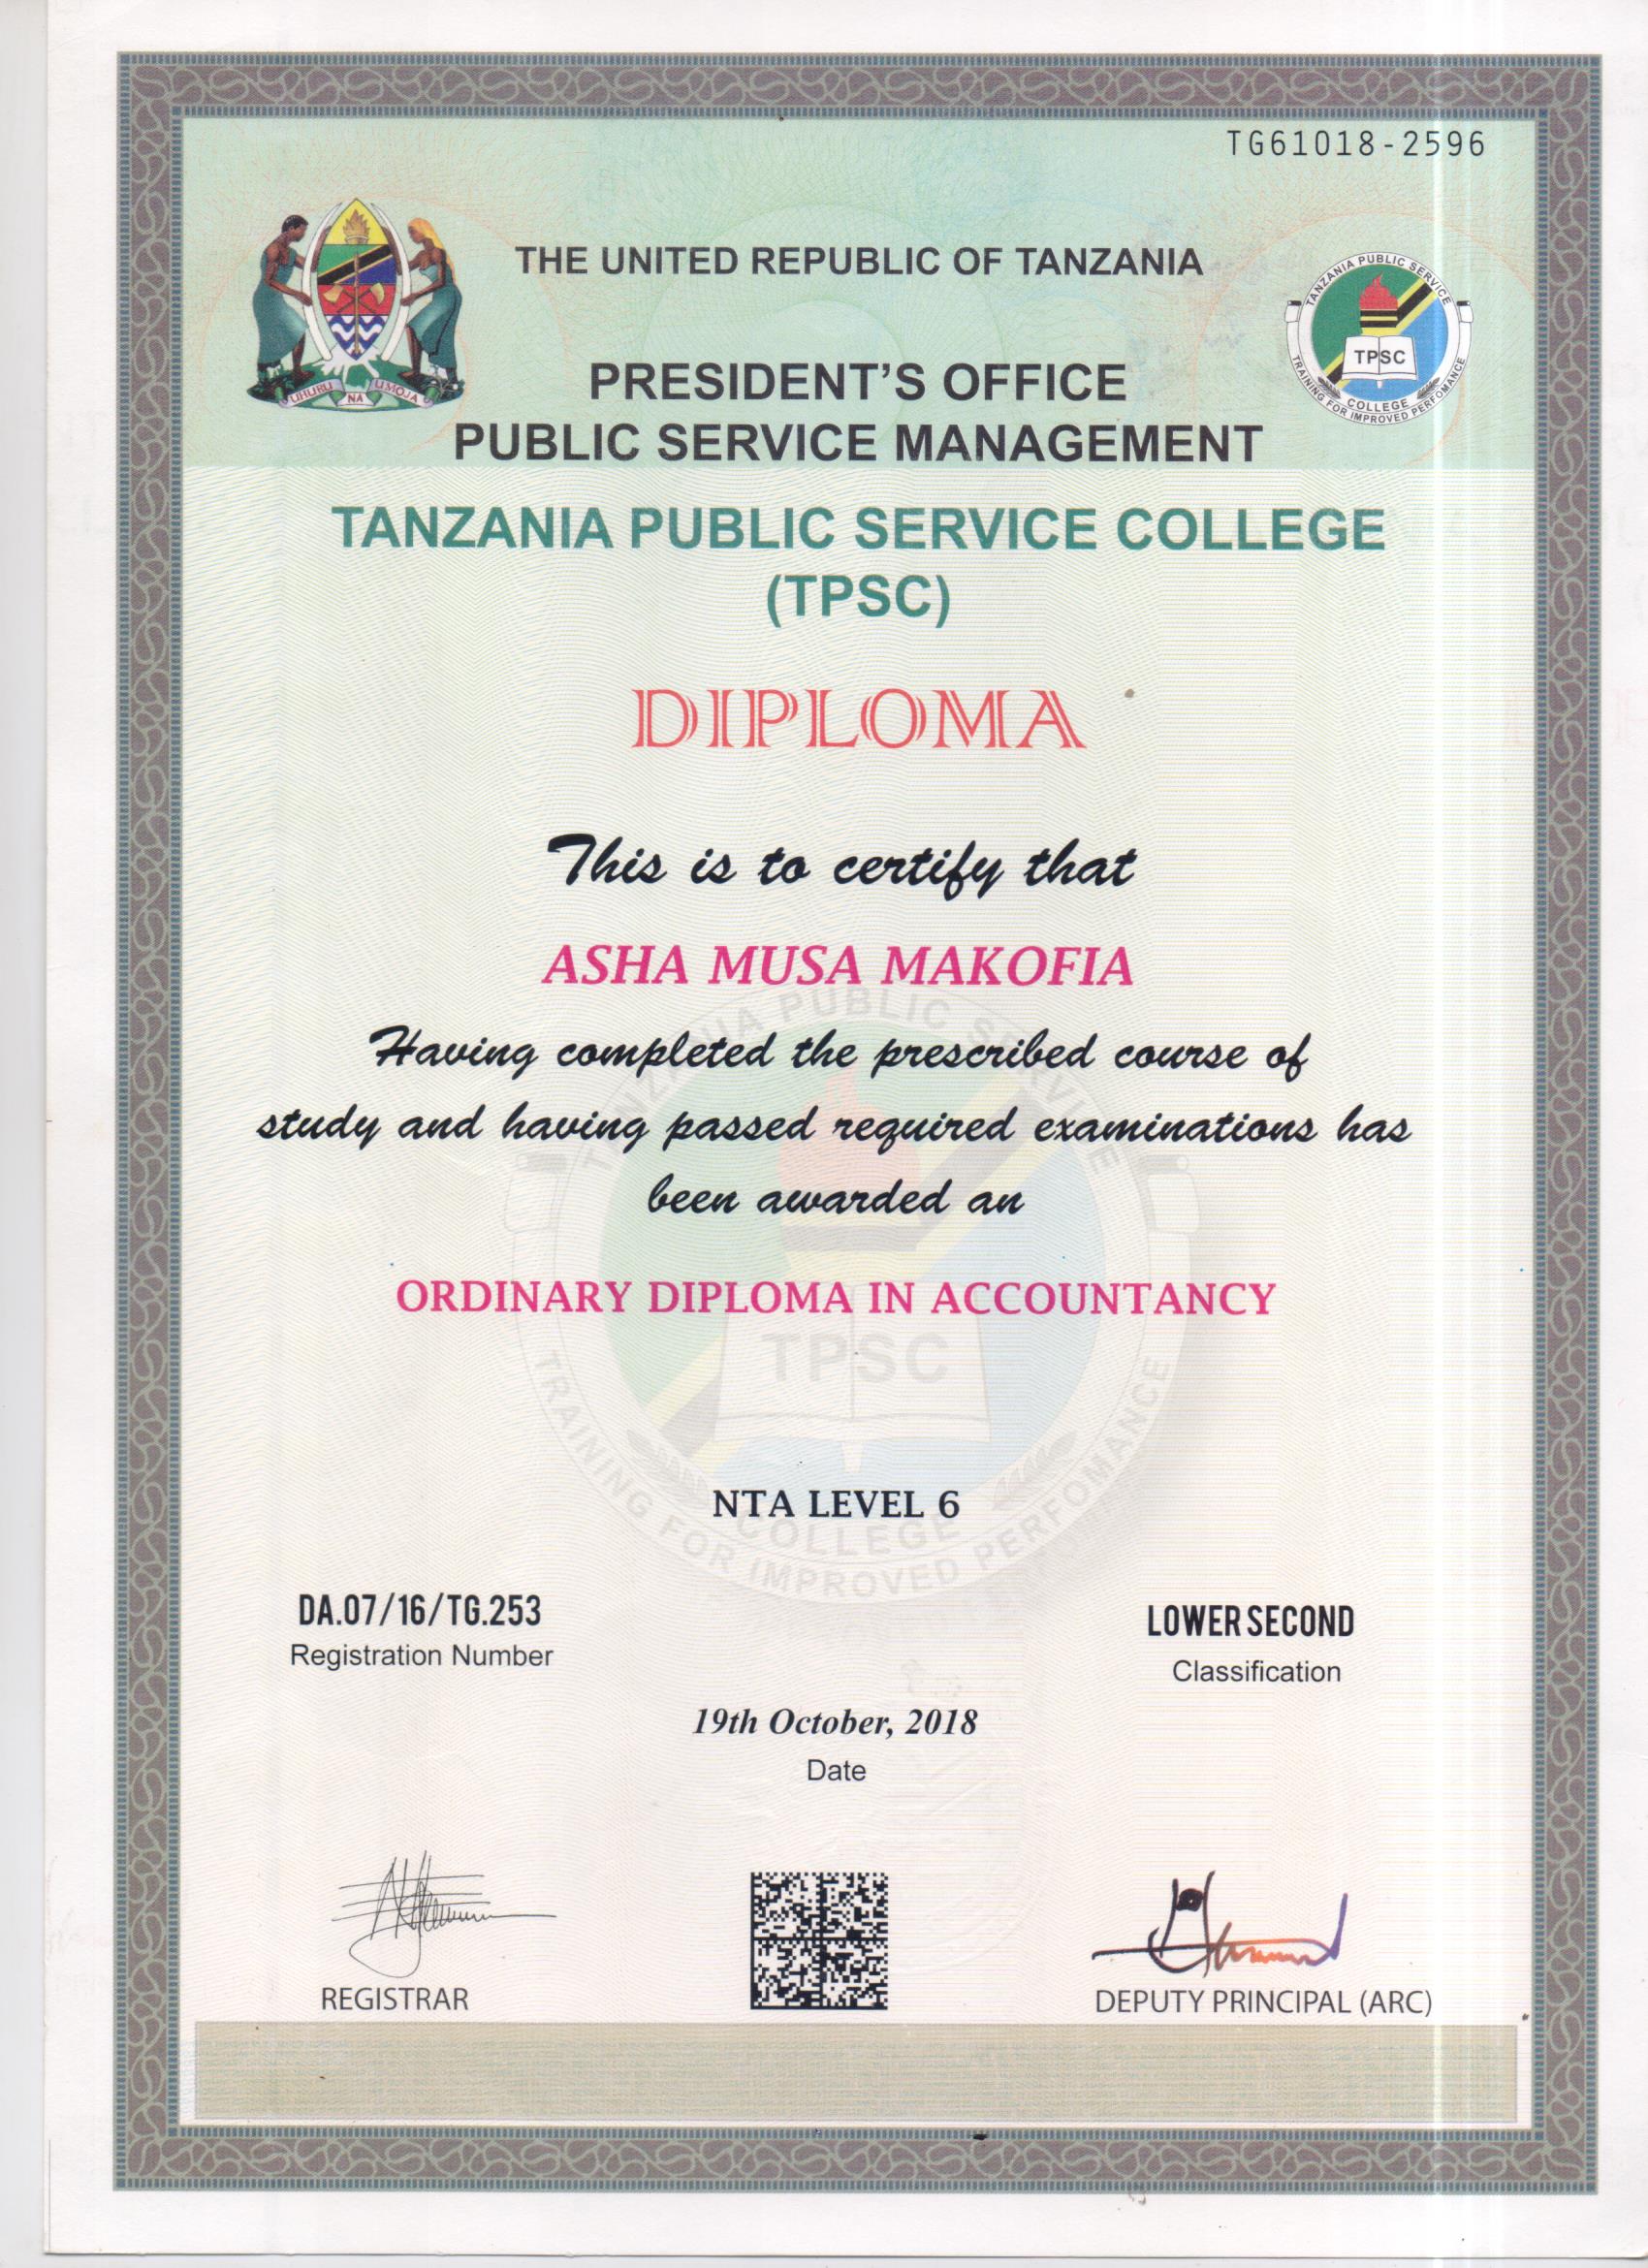 TG61018-2596
THE UNITED REPUBLIC OF TANZANIA
UHURU NA UMOJA
TANZANIA PUBLIC SERVICE
TPSC
COLLEGE
TRAINING FOR IMPROVED PERFOMANCE
PRESIDENT'S OFFICE
PUBLIC SERVICE MANAGEMENT
TANZANIA PUBLIC SERVICE COLLEGE
(TPSC)
DIPLOMA
This is to certify that
ASHA MUSA MAKOFIA
Having completed the prescribed course of
study and having passed required examinations has
been awarded an
ORDINARY DIPLOMA IN ACCOUNTANCY
TANZANIA PUBLIC SERVICE
TPSC
COLLEGE
TRAINING FOR IMPROVED PERFOMANCE
NTA LEVEL 6
DA.07/16/TG.253
Registration Number
LOWER SECOND
Classification
19th October, 2018
Date
REGISTRAR
DEPUTY PRINCIPAL (ARC)